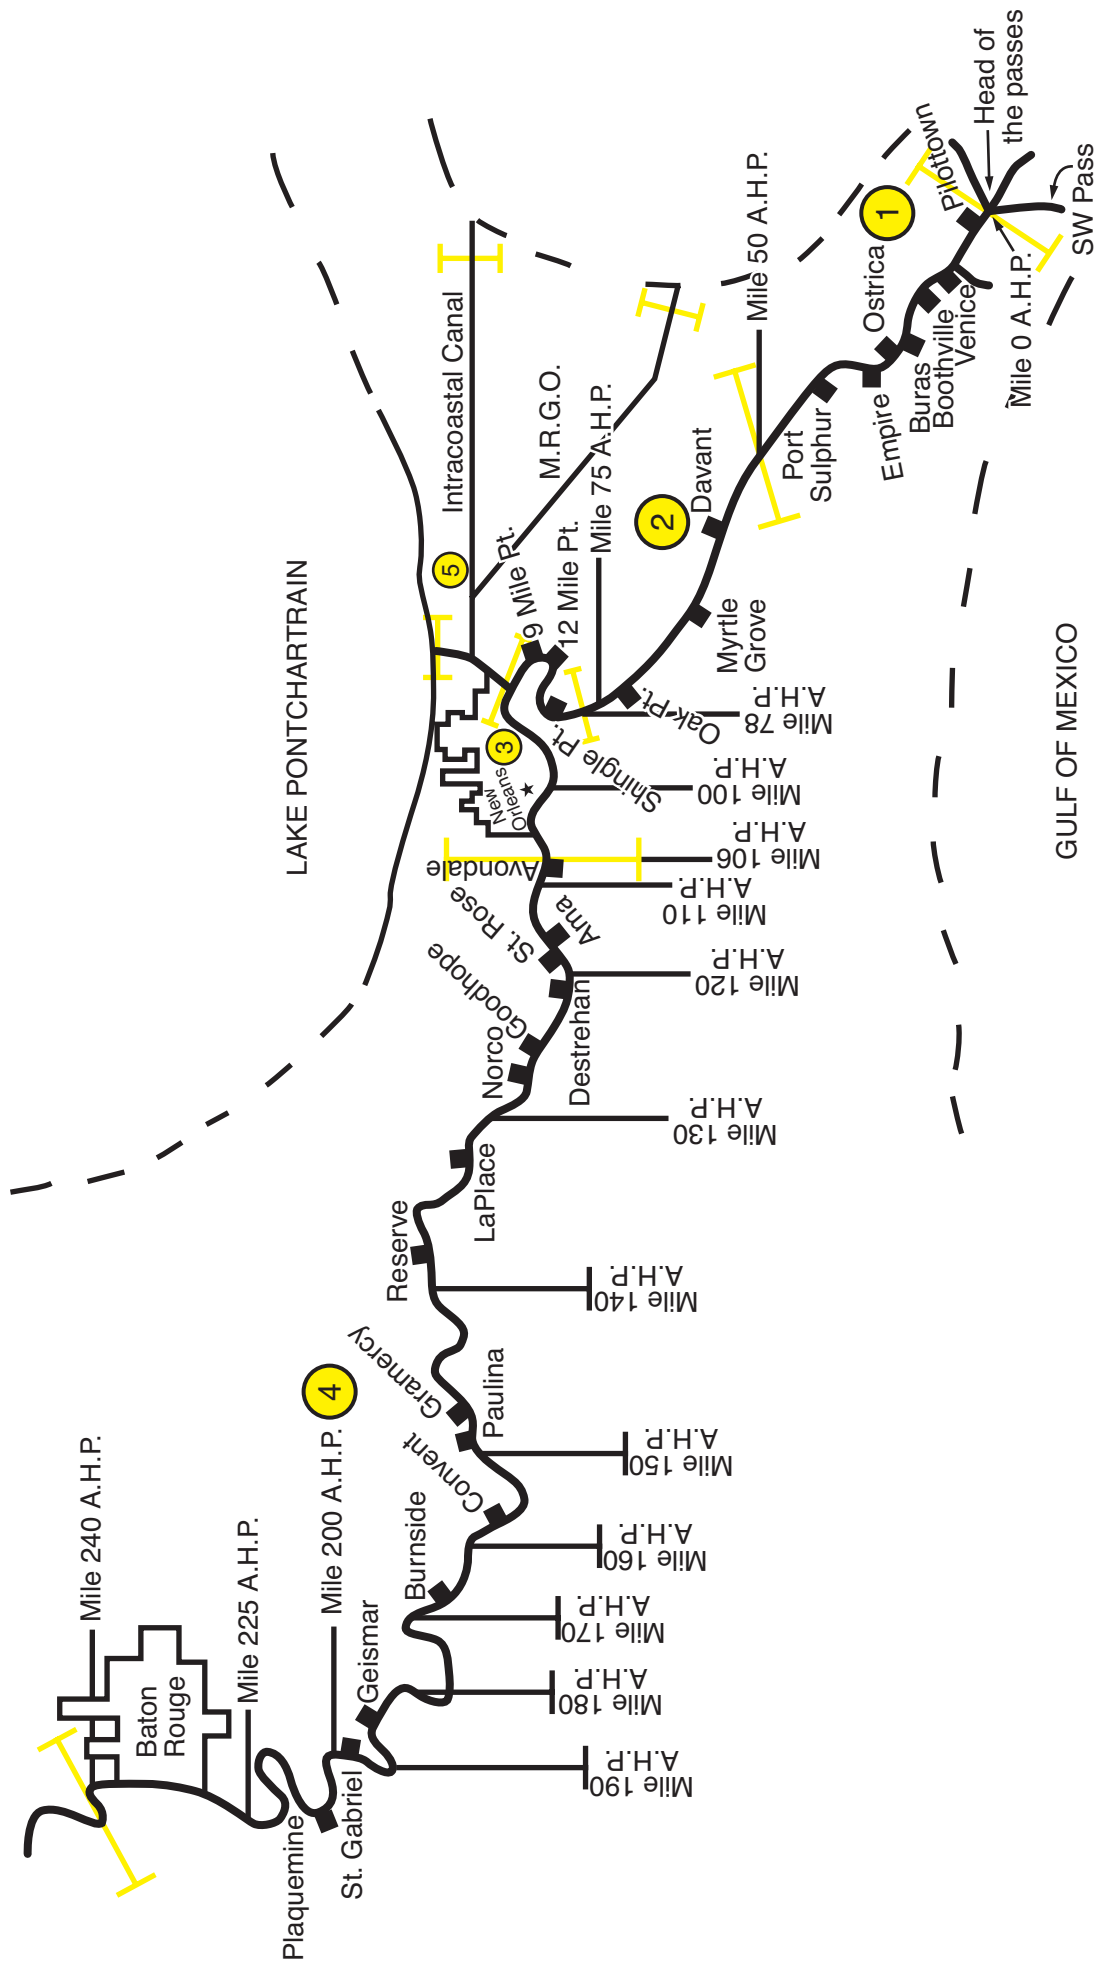 Mile 240 A.H.P.
Baton
Rouge
Mile 225 A.H.P.
Plaquemine
Mile 200 A.H.P.
St. Gabriel
Geismar
4
Mile 190
A.H.P.
Mile 180
A.H.P.
Mile 170
A.H.P.
Burnside
Mile 160
A.H.P.
Convent
Mile 150
A.H.P.
Gramercy
Paulina
Mile 140
A.H.P.
Reserve
LaPlace
Mile 130
A.H.P.
Norco
Goodhope
Destrehan
St. Rose
Mile 120
A.H.P.
Ama
Mile 110
A.H.P.
Avondale
Mile 106
A.H.P.
LAKE PONTCHARTRAIN
New
Orleans
3
Mile 100
A.H.P.
Shingle Pt.
Mile 78
A.H.P.
Oak Pt.
5
Intracoastal Canal
9 Mile Pt.
12 Mile Pt.
M.R.G.O.
Mile 75 A.H.P.
2
Myrtle
Grove
Davant
Mile 50 A.H.P.
Port
Sulphur
Empire
Ostrica
1
Buras
Boothville
Venice
Pilottown
Mile 0 A.H.P.
Head of
the passes
SW Pass
GULF OF MEXICO